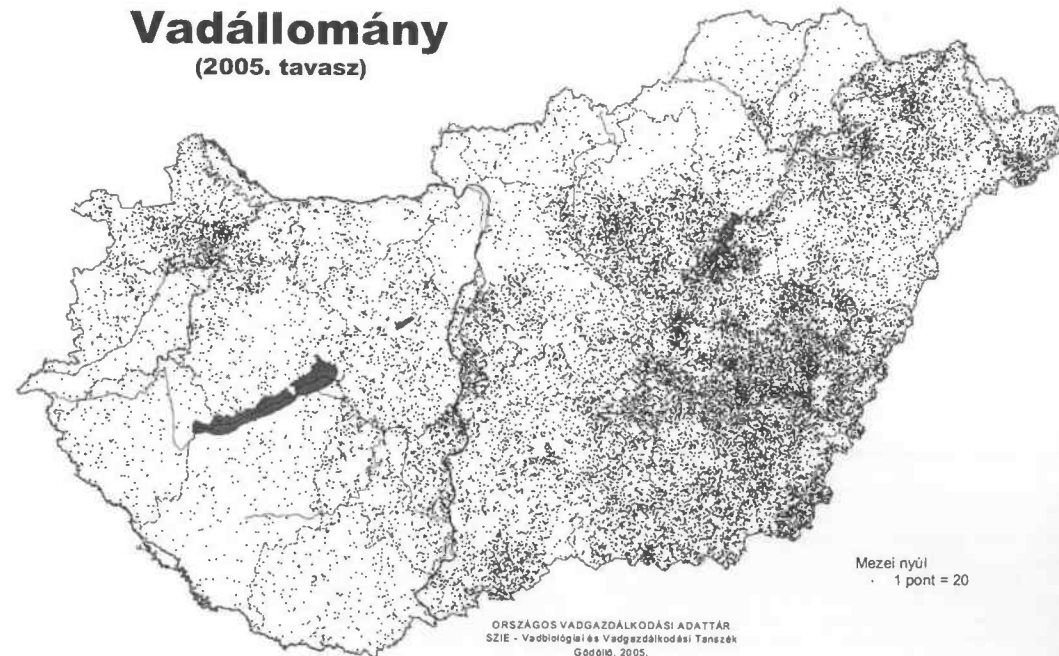 Vadállomány
(2005. tavasz)
Mezei nyúl
1 pont = 20
ORSZÁGOS VADGAZDÁLKODÁSI ADATTÁR
SZIE - Vadbiológiai és Vadgazdálkodási Tanszék
Gödöllő, 2005.